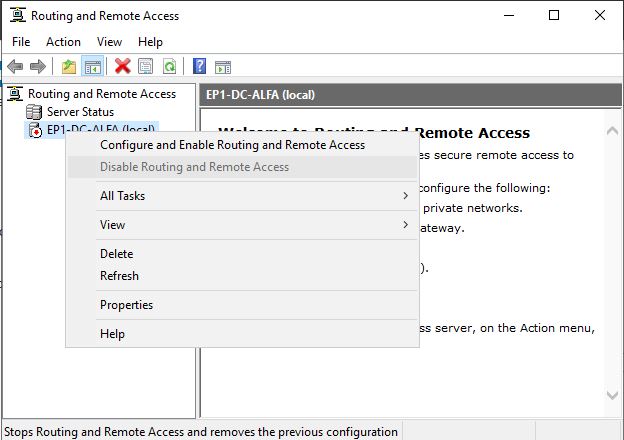 Routing and Remote Access
File Action View Help
Routing and Remote Access
Server Status
EP1-DC-ALFA (local)
EP1-DC-ALFA (local)
Welcome to Routing and Remote Access
es secure remote access to
configure the following:
private networks.
ateway.
).
ss server, on the Action menu,
Configure and Enable Routing and Remote Access
Disable Routing and Remote Access
All Tasks
View
Delete
Refresh
Properties
Help
Stops Routing and Remote Access and removes the previous configuration